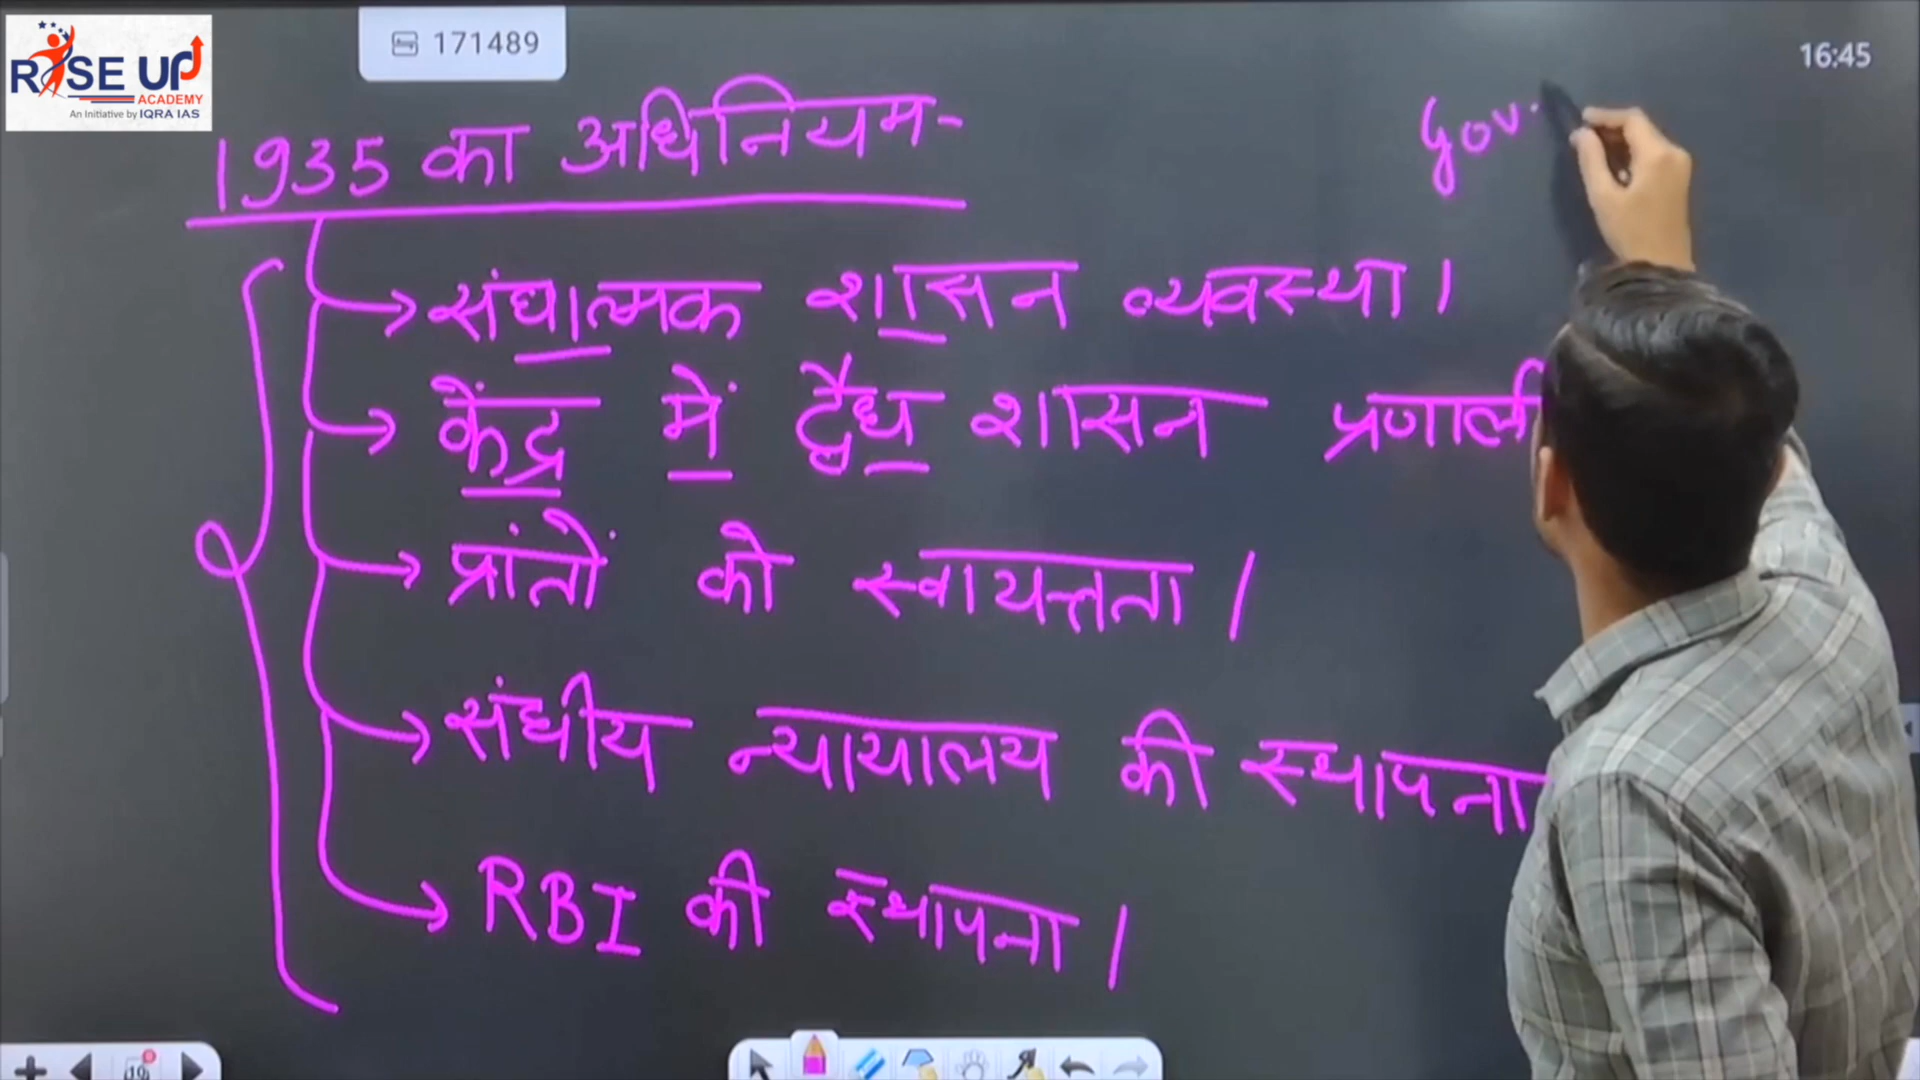 RISE UP
ACADEMY
An Initiative by IQRA IAS
171489
16:45
1935 का अधिनियम-
Gov.
संघात्मक शासन व्यवस्था।
केंद्र में द्वैध शासन प्रणाली
प्रांतों को स्वायत्तता।
संघीय न्यायालय की स्थापना
RBI की स्थापना।
19